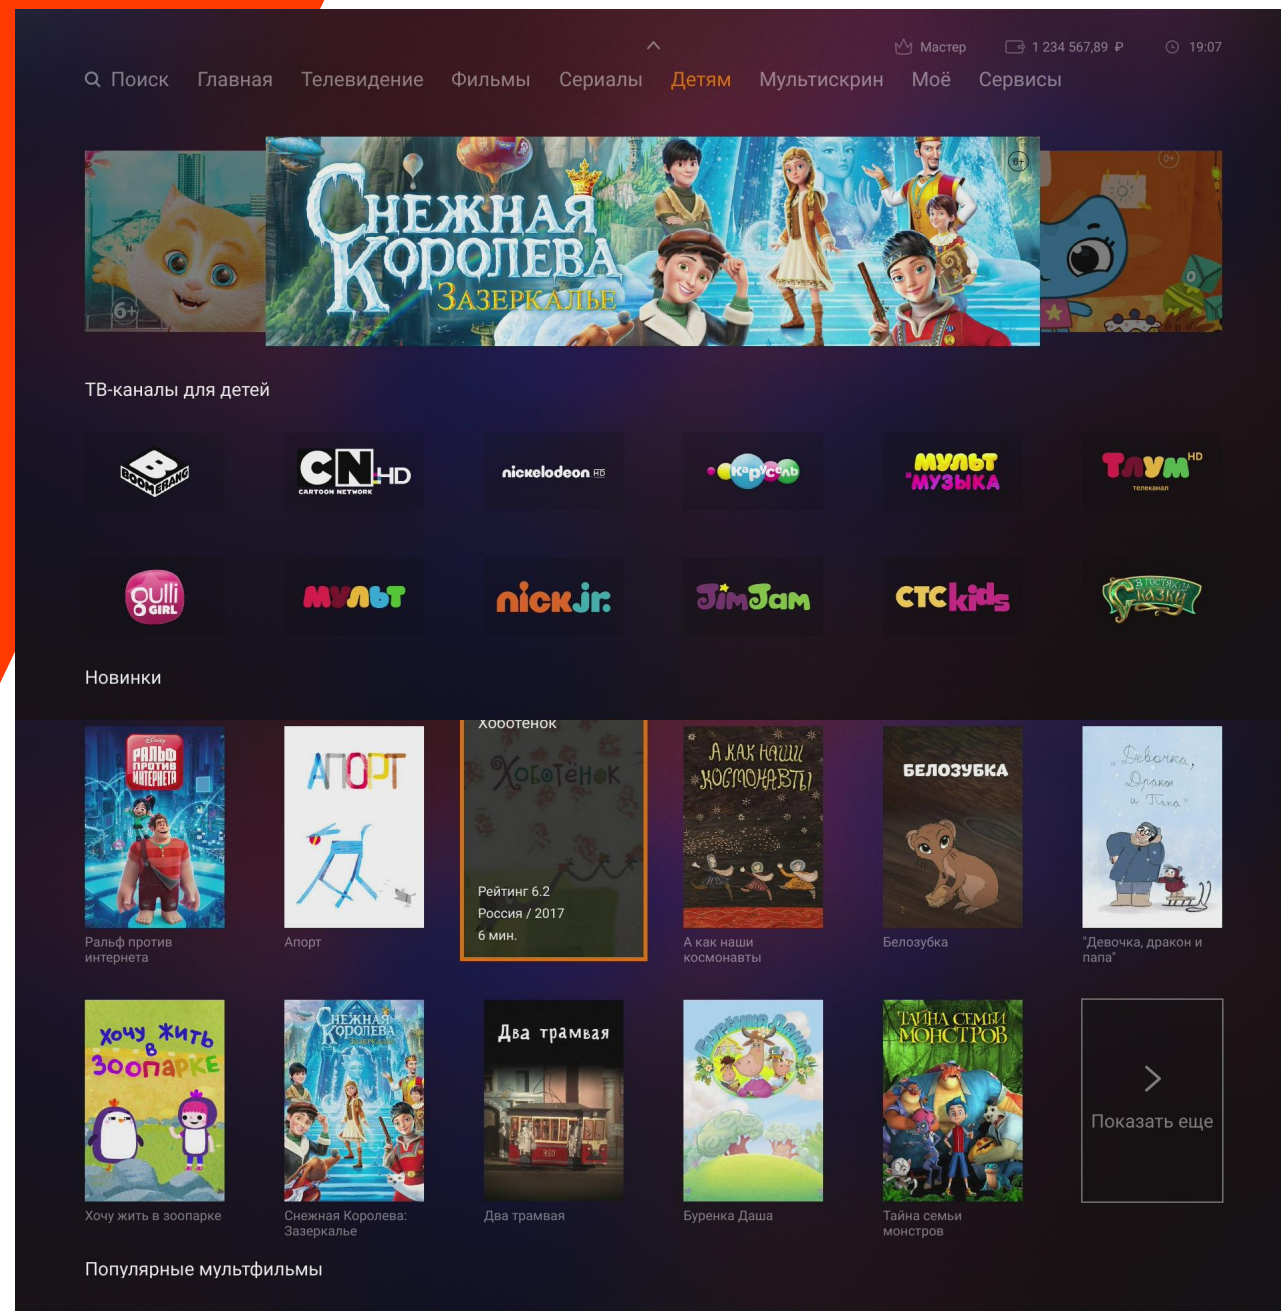 Мастер
1 234 567,89 ₽
19:07
Поиск
Главная
Телевидение
Фильмы
Сериалы
Детям
Мультискрин
Моё
Сервисы
6+
СНЕЖНАЯ
КОРОЛЕВА
ЗАЗЕРКАЛЬЕ
6+
0+
ТВ-каналы для детей
BOOMERANG
CN HD
CARTOON NETWORK
nickelodeon HD
Карусель
МУЛЬТ
И МУЗЫКА
ТЛУМ HD
телеканал
gulli
GIRL
МУЛЬТ
nick jr.
JimJam
СТС kids
В ГОСТЯХ У
СКАЗКИ
Новинки
Disney
РАЛЬФ
ПРОТИВ
ИНТЕРНЕТА
АПОРТ
Хоботенок
Хоботёнок
Рейтинг 6.2
Россия / 2017
6 мин.
А КАК НАШИ
КОСМОНАВТЫ
БЕЛОЗУБКА
„Девочка,
Дракон
и Папа"
Ральф против
интернета
Апорт
А как наши
космонавты
Белозубка
"Девочка, дракон и
папа"
Хочу жить
в
Зоопарке
СНЕЖНАЯ
КОРОЛЕВА
ЗАЗЕРКАЛЬЕ
Два трамвая
БУРЁНКА ДАША
ТАЙНА СЕМЬИ
МОНСТРОВ
Показать еще
Хочу жить в зоопарке
Снежная Королева:
Зазеркалье
Два трамвая
Буренка Даша
Тайна семьи
монстров
Популярные мультфильмы